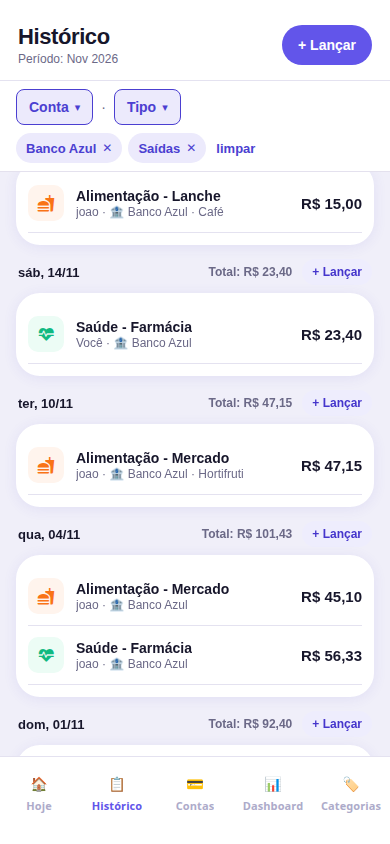 Histórico
+ Lançar
Período: Nov 2026
Conta ▾ · Tipo ▾
Banco Azul ✕ Saídas ✕ limpar
Alimentação - Lanche
R$ 15,00
joao · 🏦 Banco Azul · Café
sáb, 14/11 Total: R$ 23,40 + Lançar
Saúde - Farmácia
R$ 23,40
Você · 🏦 Banco Azul
ter, 10/11 Total: R$ 47,15 + Lançar
Alimentação - Mercado
R$ 47,15
joao · 🏦 Banco Azul · Hortifruti
qua, 04/11 Total: R$ 101,43 + Lançar
Alimentação - Mercado
R$ 45,10
joao · 🏦 Banco Azul
Saúde - Farmácia
R$ 56,33
joao · 🏦 Banco Azul
dom, 01/11 Total: R$ 92,40 + Lançar
Hoje Histórico Contas Dashboard Categorias